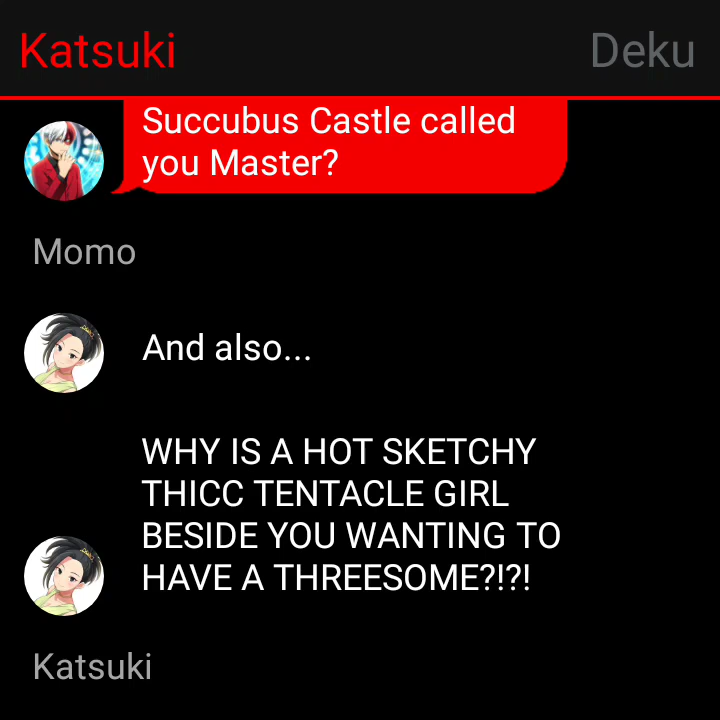 Katsuki
Deku
Succubus Castle called
you Master?
Momo
And also...
WHY IS A HOT SKETCHY
THICC TENTACLE GIRL
BESIDE YOU WANTING TO
HAVE A THREESOME?!?!
Katsuki